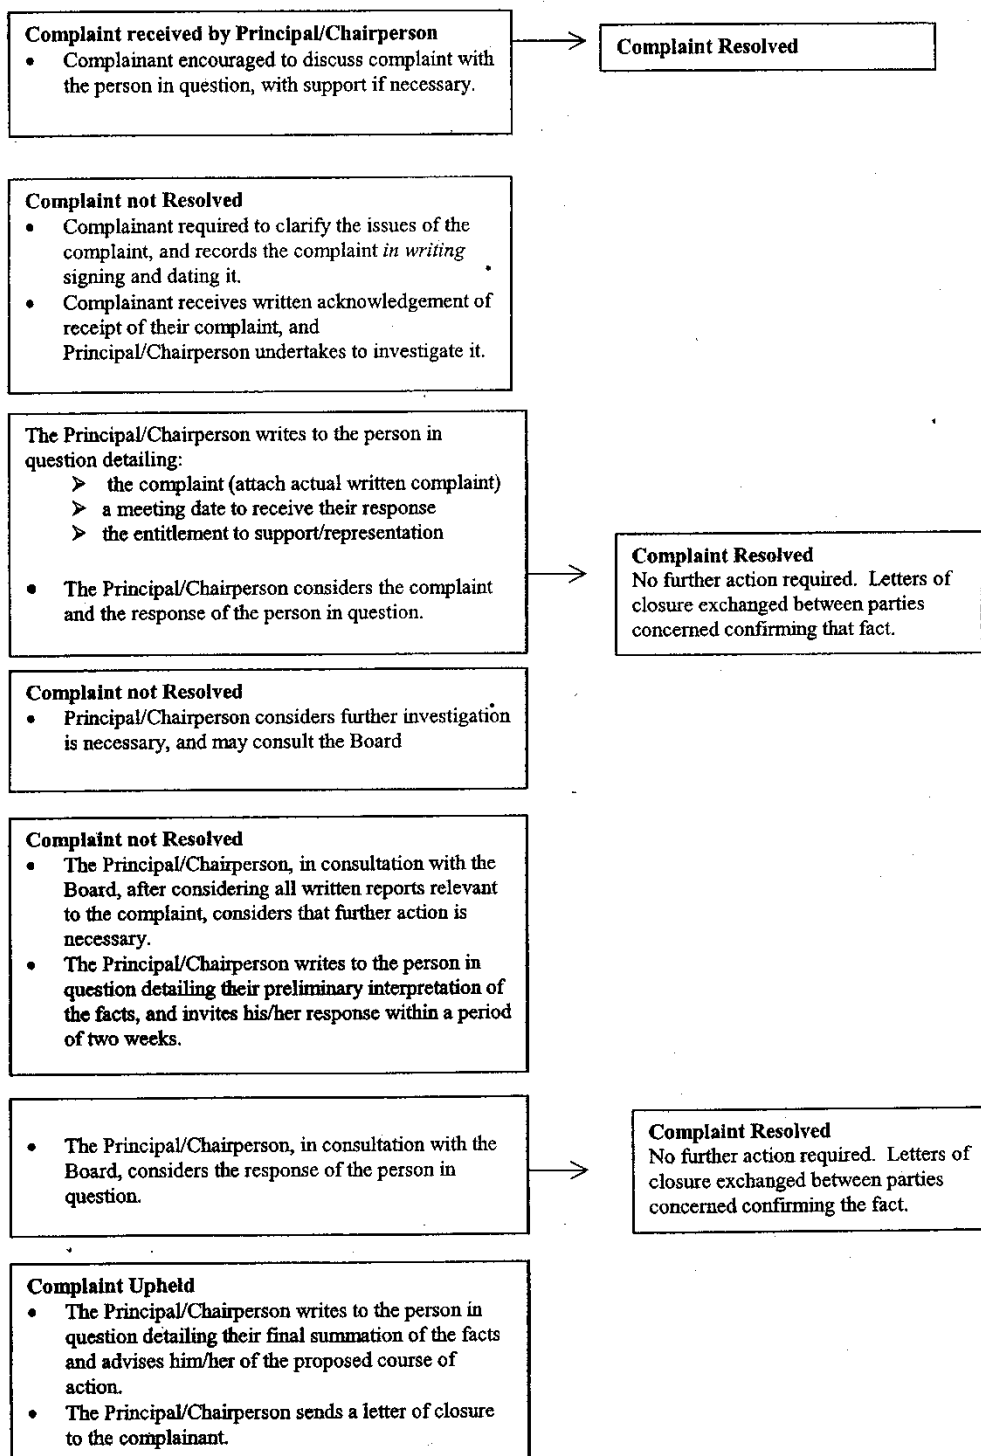 Complaint received by Principal/Chairperson
• Complainant encouraged to discuss complaint with
the person in question, with support if necessary.
Complaint Resolved
Complaint not Resolved
• Complainant required to clarify the issues of the
complaint, and records the complaint in writing
signing and dating it.
• Complainant receives written acknowledgement of
receipt of their complaint, and
Principal/Chairperson undertakes to investigate it.
The Principal/Chairperson writes to the person in
question detailing:
➤ the complaint (attach actual written complaint)
➤ a meeting date to receive their response
➤ the entitlement to support/representation
• The Principal/Chairperson considers the complaint
and the response of the person in question.
Complaint Resolved
No further action required. Letters of
closure exchanged between parties
concerned confirming that fact.
Complaint not Resolved
• Principal/Chairperson considers further investigation
is necessary, and may consult the Board
Complaint not Resolved
• The Principal/Chairperson, in consultation with the
Board, after considering all written reports relevant
to the complaint, considers that further action is
necessary.
• The Principal/Chairperson writes to the person in
question detailing their preliminary interpretation of
the facts, and invites his/her response within a period
of two weeks.
• The Principal/Chairperson, in consultation with the
Board, considers the response of the person in
question.
Complaint Resolved
No further action required. Letters of
closure exchanged between parties
concerned confirming the fact.
Complaint Upheld
• The Principal/Chairperson writes to the person in
question detailing their final summation of the facts
and advises him/her of the proposed course of
action.
• The Principal/Chairperson sends a letter of closure
to the complainant.